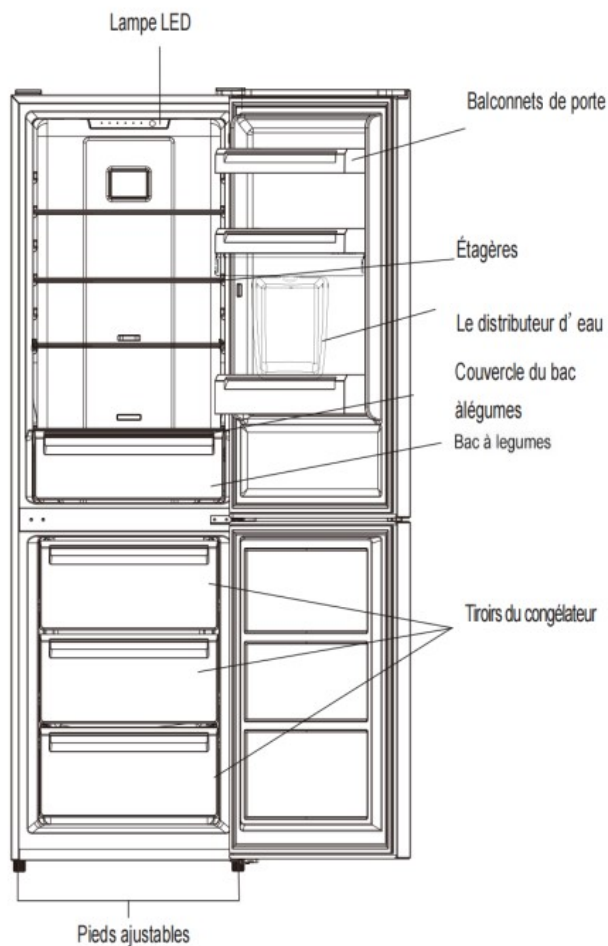 Lampe LED
Balconnets de porte
Étagères
Le distributeur d' eau
Couvercle du bac
àlégumes
Bac à legumes
Tiroirs du congélateur
Pieds ajustables